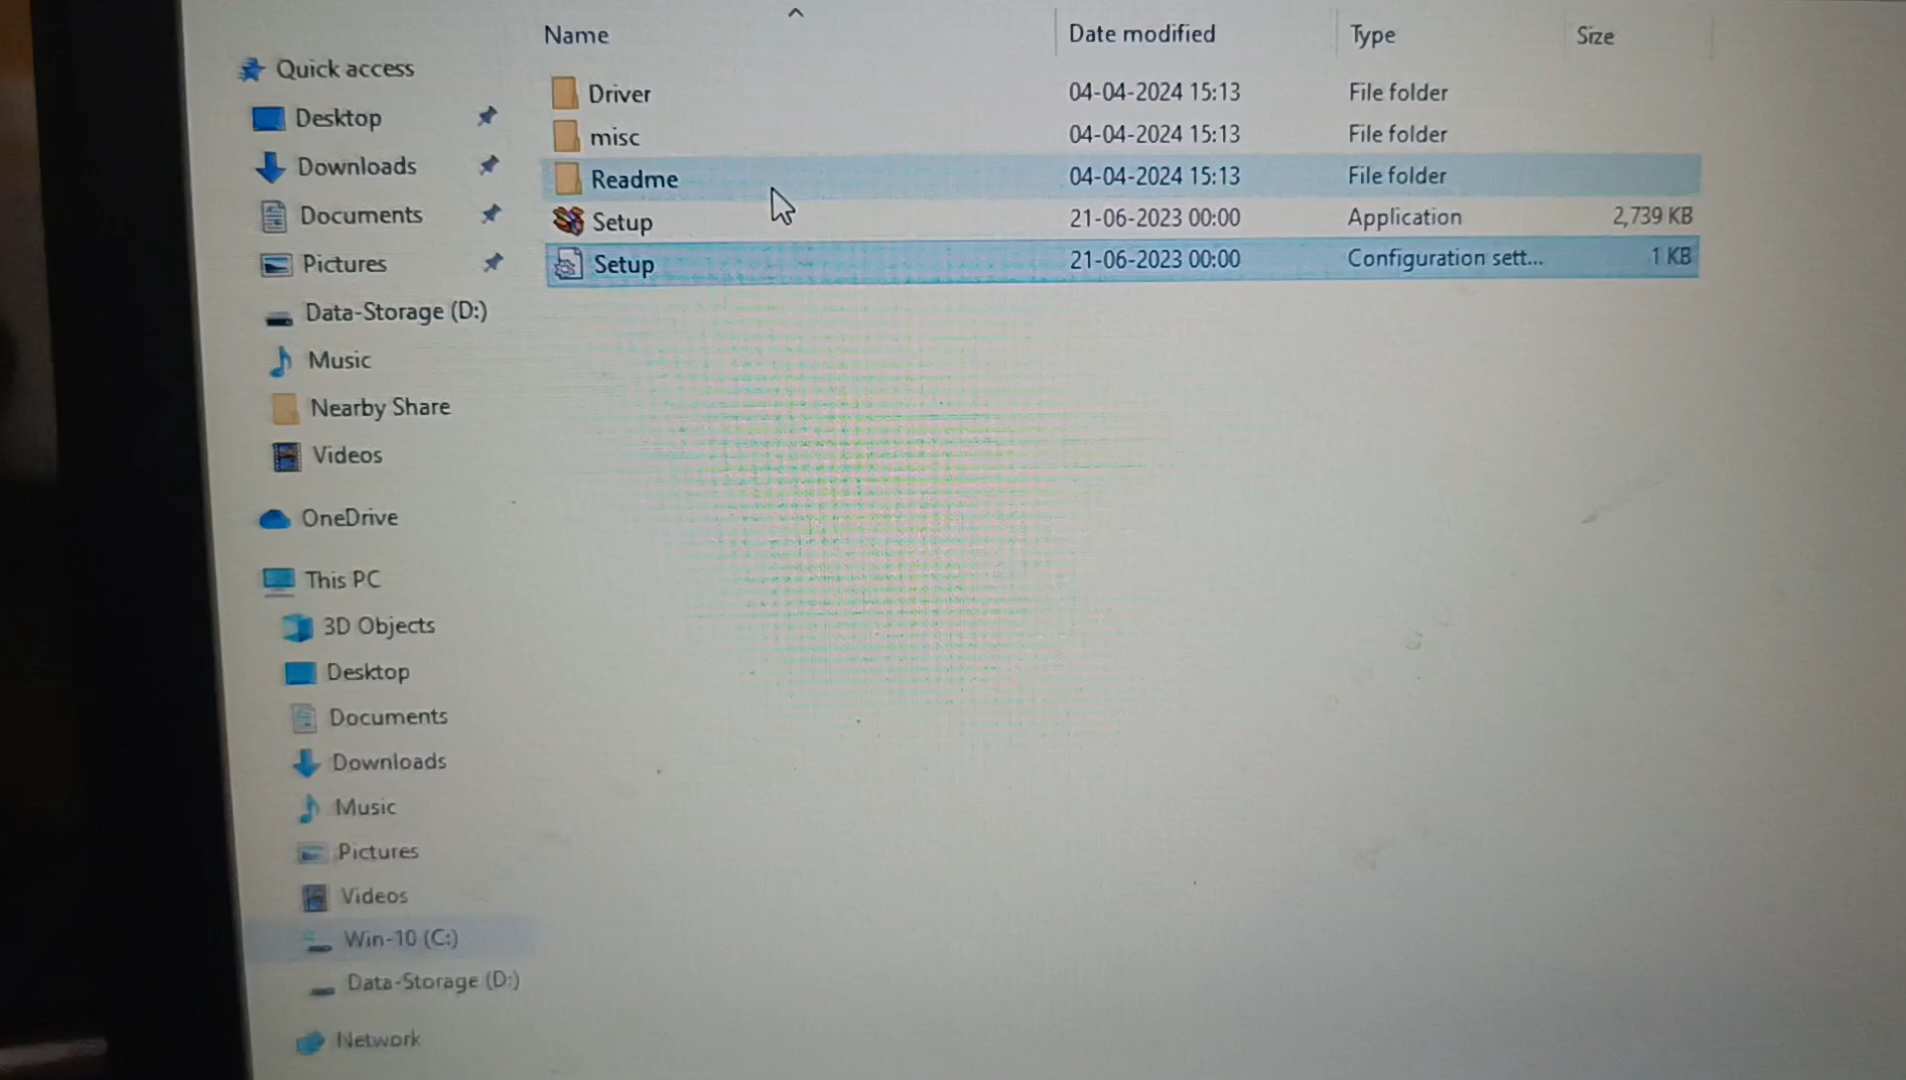 Name Date modified Type Size
Quick access
Desktop
Downloads
Documents
Pictures
Data-Storage (D:)
Music
Nearby Share
Videos
OneDrive
This PC
3D Objects
Desktop
Documents
Downloads
Music
Pictures
Videos
Win-10 (C:)
Data-Storage (D:)
Network
Driver 04-04-2024 15:13 File folder
misc 04-04-2024 15:13 File folder
Readme 04-04-2024 15:13 File folder
Setup 21-06-2023 00:00 Application 2,739 KB
Setup 21-06-2023 00:00 Configuration sett... 1 KB